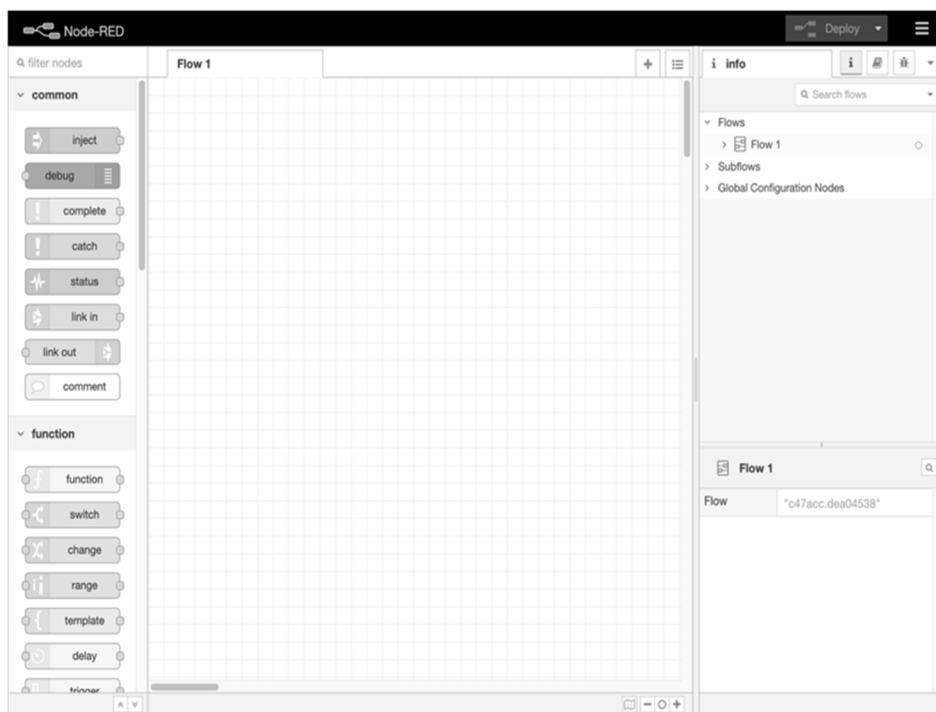 Node-RED
Deploy
filter nodes
Flow 1
info
i
Search flows
common
inject
debug
complete
catch
status
link in
link out
comment
function
function
switch
change
range
template
delay
trigger
Flows
Flow 1
Subflows
Global Configuration Nodes
Flow 1
Flow
"c47acc.dea04538"